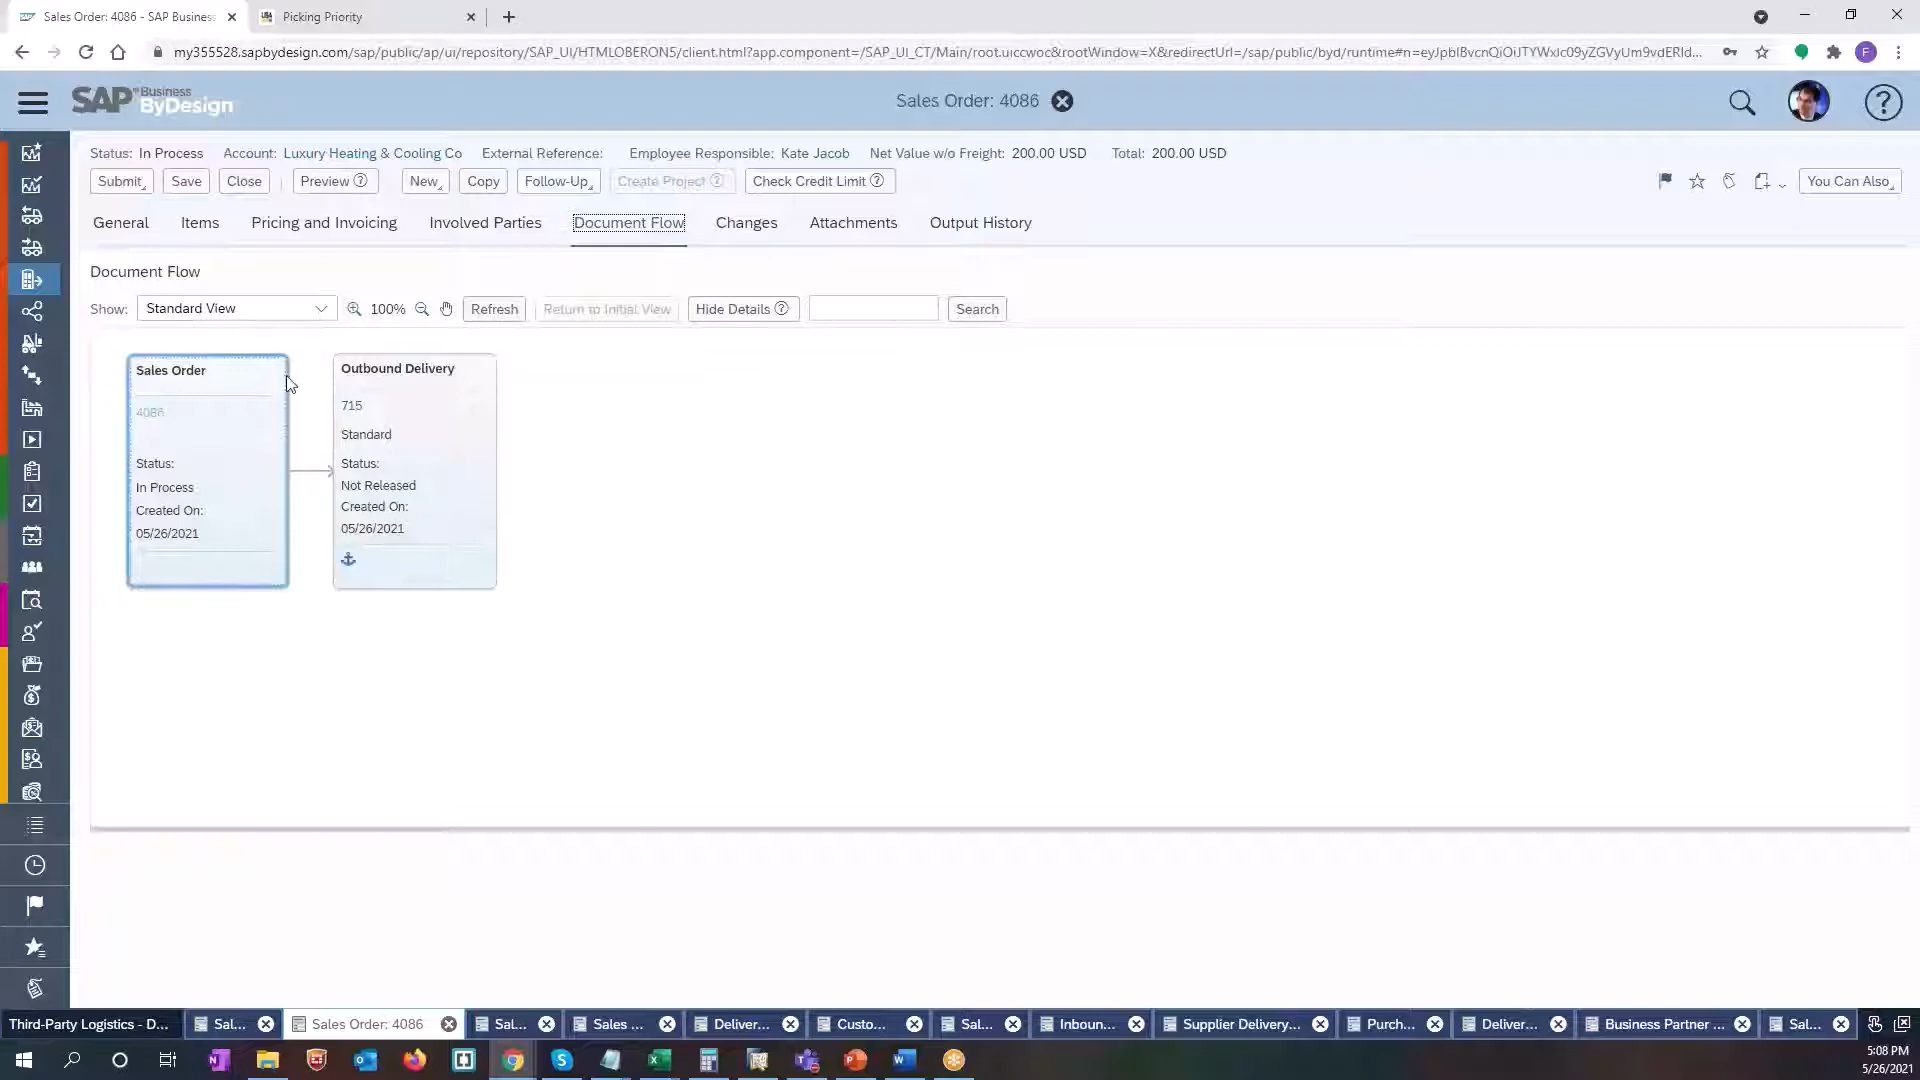 Sales Order: 4086 - SAP Business
Picking Priority
my355528.sapbydesign.com/sap/public/ap/ui/repository/SAP_UI/HTMLOBERON5/client.html?app.component=/SAP_UI_CT/Main/root.uiccwoc&rootWindow=X&redirectUrl=/sap/public/byd/runtime#n=
F
SAP Business ByDesign
Sales Order: 4086
Status: In Process Account: Luxury Heating & Cooling Co External Reference: Employee Responsible: Kate Jacob Net Value w/o Freight: 200.00 USD Total: 200.00 USD
Submit Save Close Preview New Copy Follow-Up Create Project Check Credit Limit You Can Also
General Items Pricing and Invoicing Involved Parties Document Flow Changes Attachments Output History
Document Flow
Show: Standard View 100% Refresh Return to Initial View Hide Details Search
Sales Order
4086
Status:
In Process
Created On:
05/26/2021
Outbound Delivery
715
Standard
Status:
Not Released
Created On:
05/26/2021
Third-Party Logistics - D... Sal... Sales Order: 4086 Sal... Sales ... Deliver... Custo... Sal... Inboun... Supplier Delivery... Purch... Deliver... Business Partner ... Sal...
5:08 PM
5/26/2021